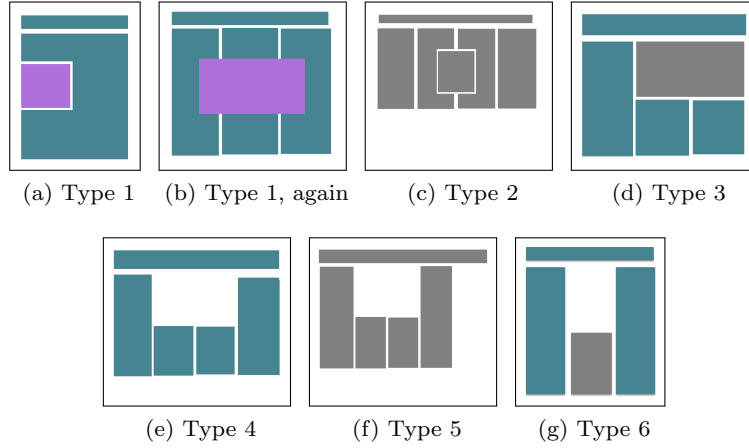 (a) Type 1
(b) Type 1, again
(c) Type 2
(d) Type 3
(e) Type 4
(f) Type 5
(g) Type 6